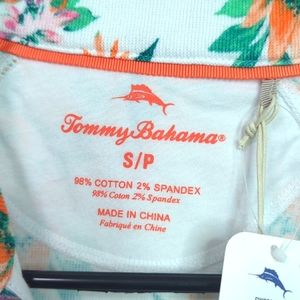 Tommy Bahama®
S/P
98% COTTON 2% SPANDEX
98% Coton 2% Spandex
MADE IN CHINA
Fabriqué en Chine